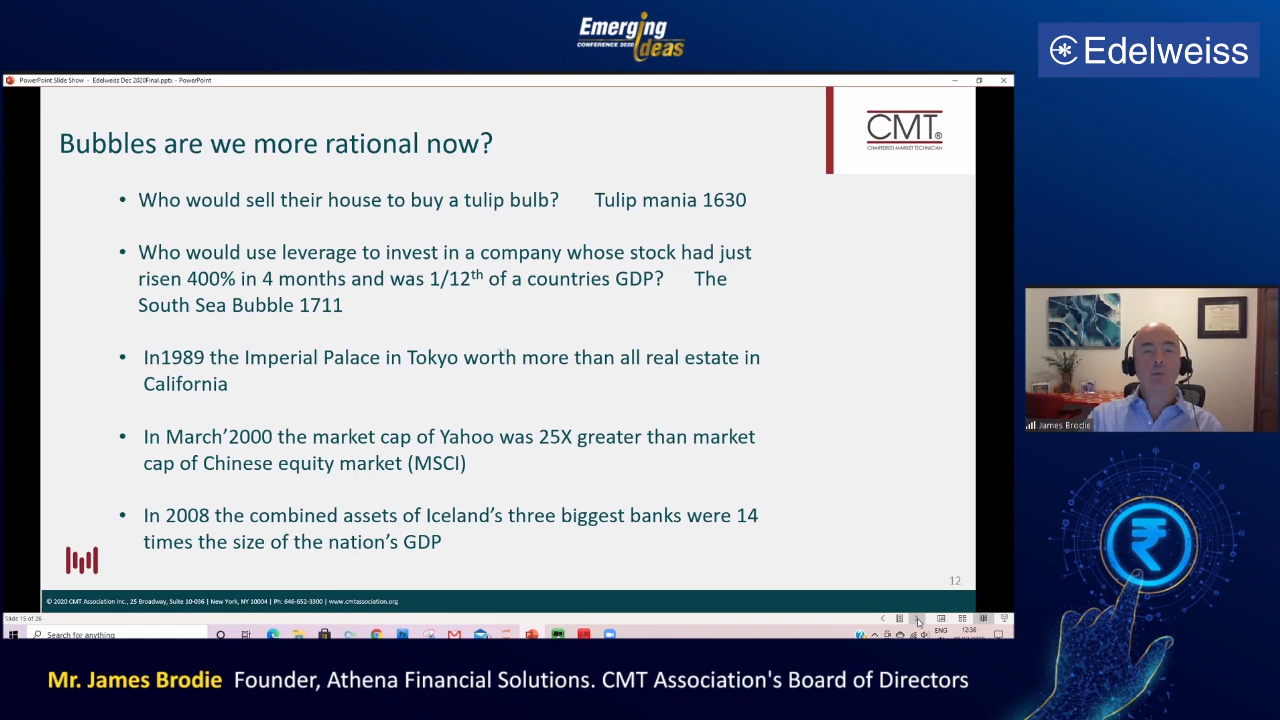 Emerging
CONFERENCE 2020 Ideas
Edelweiss
PowerPoint Slide Show - Edelweiss Dec 2020Final.pptx - PowerPoint
Bubbles are we more rational now?
CMT®
CHARTERED MARKET TECHNICIAN
• Who would sell their house to buy a tulip bulb? Tulip mania 1630
• Who would use leverage to invest in a company whose stock had just
risen 400% in 4 months and was 1/12th of a countries GDP? The
South Sea Bubble 1711
• In1989 the Imperial Palace in Tokyo worth more than all real estate in
California
• In March’2000 the market cap of Yahoo was 25X greater than market
cap of Chinese equity market (MSCI)
• In 2008 the combined assets of Iceland’s three biggest banks were 14
times the size of the nation’s GDP
12
© 2020 CMT Association Inc., 25 Broadway, Suite 10-036 | New York, NY 10004 | Ph: 646-652-3300 | www.cmtassociation.org
Slide 15 of 26
Search for anything
ENG
12:36
James Brodie
₹
Mr. James Brodie Founder, Athena Financial Solutions. CMT Association's Board of Directors